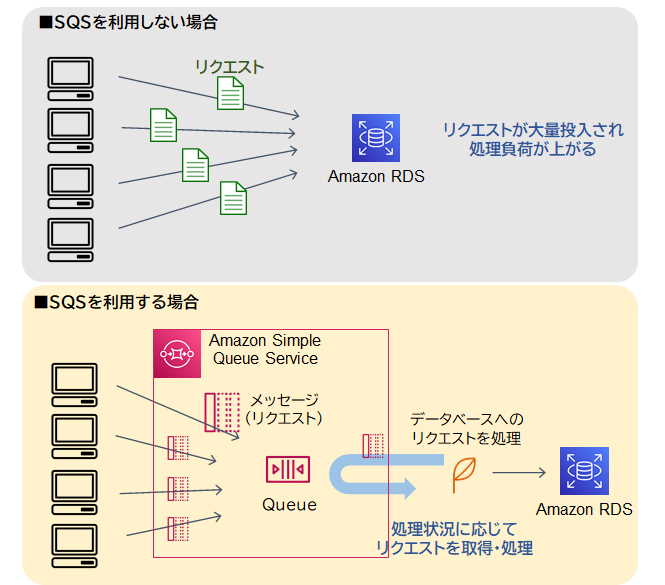 ■SQSを利用しない場合
リクエスト
リクエストが大量投入され
処理負荷が上がる
Amazon RDS
■SQSを利用する場合
Amazon Simple
Queue Service
メッセージ
（リクエスト）
データベースへの
リクエストを処理
Queue
Amazon RDS
処理状況に応じて
リクエストを取得・処理